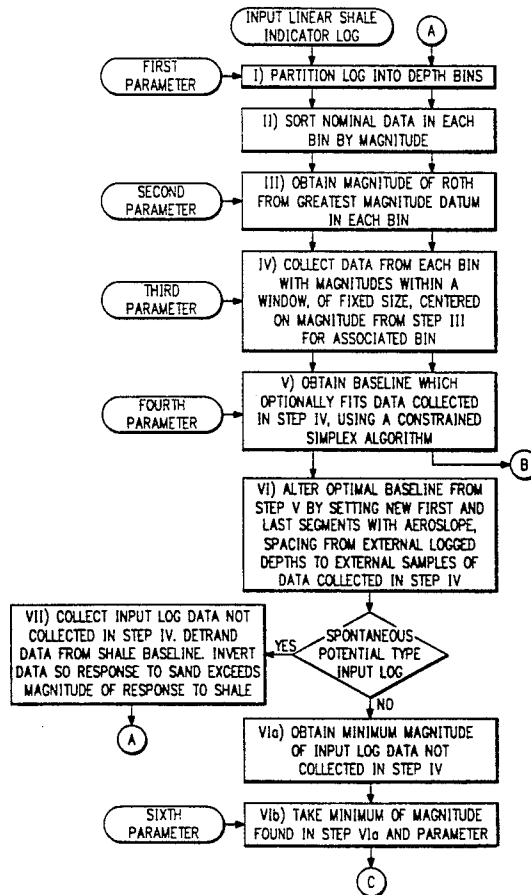 INPUT LINEAR SHALE
INDICATOR LOG
A
FIRST
PARAMETER
I) PARTITION LOG INTO DEPTH BINS
II) SORT NOMINAL DATA IN EACH
BIN BY MAGNITUDE
SECOND
PARAMETER
III) OBTAIN MAGNITUDE OF ROTH
FROM GREATEST MAGNITUDE DATUM
IN EACH BIN
THIRD
PARAMETER
IV) COLLECT DATA FROM EACH BIN
WITH MAGNITUDES WITHIN A
WINDOW, OF FIXED SIZE, CENTERED
ON MAGNITUDE FROM STEP III
FOR ASSOCIATED BIN
FOURTH
PARAMETER
V) OBTAIN BASELINE WHICH
OPTIONALLY FITS DATA COLLECTED
IN STEP IV, USING A CONSTRAINED
SIMPLEX ALGORITHM
B
VI) ALTER OPTIMAL BASELINE FROM
STEP V BY SETTING NEW FIRST AND
LAST SEGMENTS WITH AEROSLOPE,
SPACING FROM EXTERNAL LOGGED
DEPTHS TO EXTERNAL SAMPLES OF
DATA COLLECTED IN STEP IV
VII) COLLECT INPUT LOG DATA NOT
COLLECTED IN STEP IV. DETRAND
DATA FROM SHALE BASELINE. INVERT
DATA SO RESPONSE TO SAND EXCEEDS
MAGNITUDE OF RESPONSE TO SHALE
YES
SPONTANEOUS
POTENTIAL TYPE
INPUT LOG
A
NO
VIa) OBTAIN MINIMUM MAGNITUDE
OF INPUT LOG DATA NOT
COLLECTED IN STEP IV
SIXTH
PARAMETER
VIb) TAKE MINIMUM OF MAGNITUDE
FOUND IN STEP VIa AND PARAMETER
C